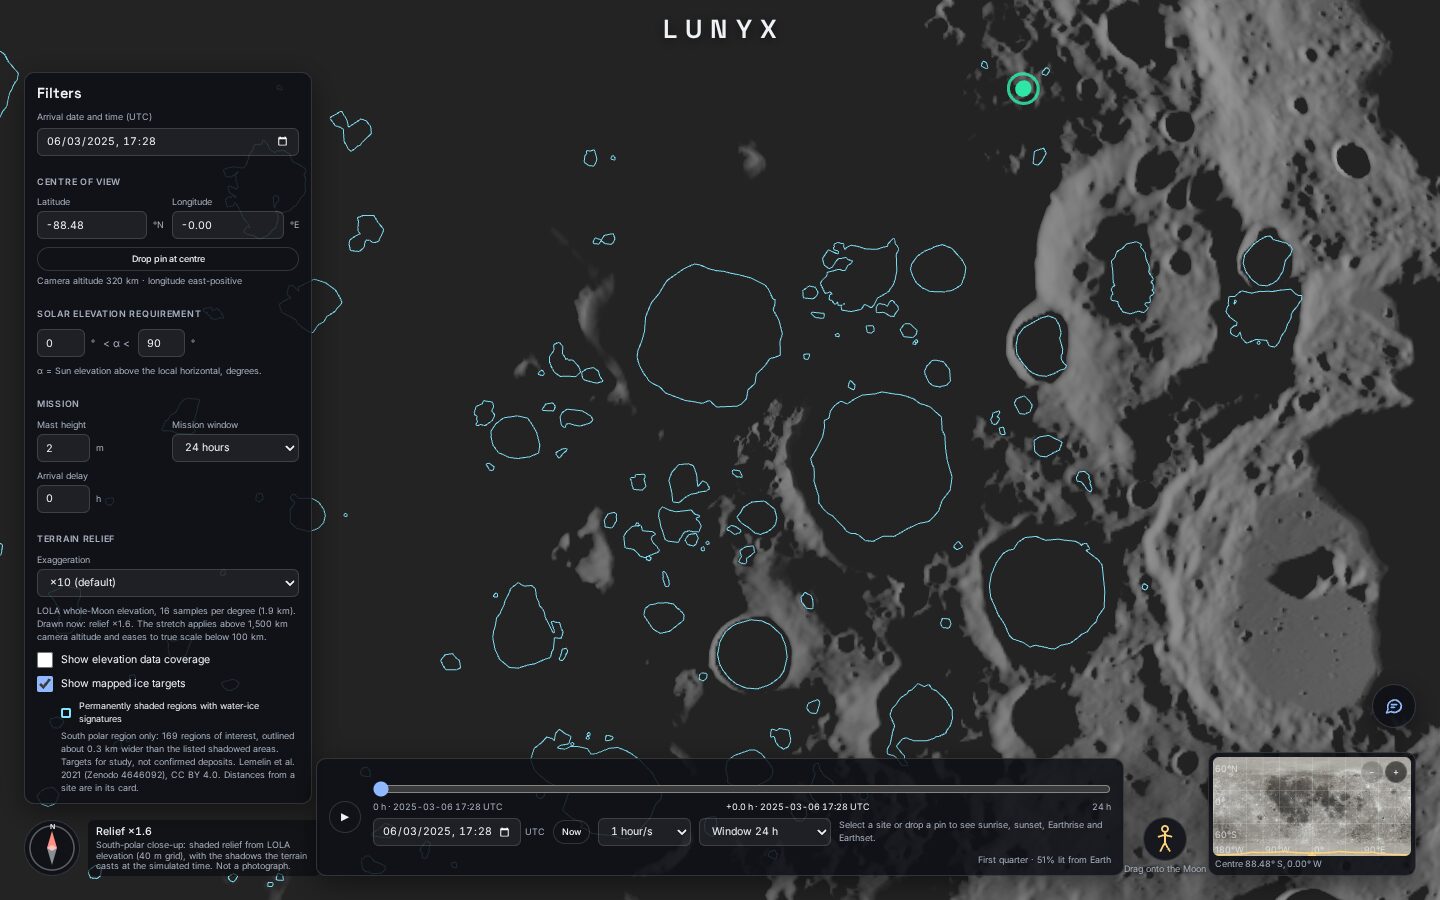 LUNYX
Filters
Arrival date and time (UTC)
06/03/2025, 17:28
CENTRE OF VIEW
Latitude Longitude
-88.48 °N -0.00 °E
Drop pin at centre
Camera altitude 320 km · longitude east-positive
SOLAR ELEVATION REQUIREMENT
0 ° < α < 90 °
α = Sun elevation above the local horizontal, degrees.
MISSION
Mast height Mission window
2 m 24 hours
Arrival delay
0 h
TERRAIN RELIEF
Exaggeration
×10 (default)
LOLA whole-Moon elevation, 16 samples per degree (1.9 km).
Drawn now: relief ×1.6. The stretch applies above 1,500 km
camera altitude and eases to true scale below 100 km.
Show elevation data coverage
Show mapped ice targets
Permanently shaded regions with water-ice
signatures
South polar region only: 169 regions of interest, outlined
about 0.3 km wider than the listed shadowed areas.
Targets for study, not confirmed deposits. Lemelin et al.
2021 (Zenodo 4646092), CC BY 4.0. Distances from a
site are in its card.
N
Relief ×1.6
South-polar close-up: shaded relief from LOLA
elevation (40 m grid), with the shadows the terrain
casts at the simulated time. Not a photograph.
0 h · 2025-03-06 17:28 UTC +0.0 h · 2025-03-06 17:28 UTC 24 h
06/03/2025, 17:28 UTC Now 1 hour/s Window 24 h
Select a site or drop a pin to see sunrise, sunset, Earthrise and
Earthset.
First quarter · 51% lit from Earth
Drag onto the Moon
60°N
0°
60°S
180°W 90°W 0° 90°E
− +
Centre 88.48° S, 0.00° W